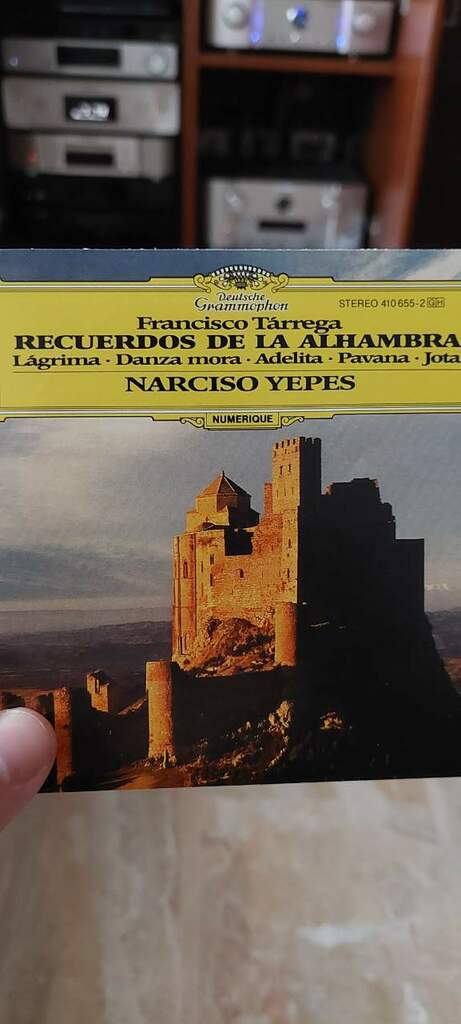 Deutsche
Grammophon
STEREO 410 655-2 GH
Francisco Tárrega
RECUERDOS DE LA ALHAMBRA
Lágrima · Danza mora · Adelita · Pavana · Jota
NARCISO YEPES
NUMERIQUE